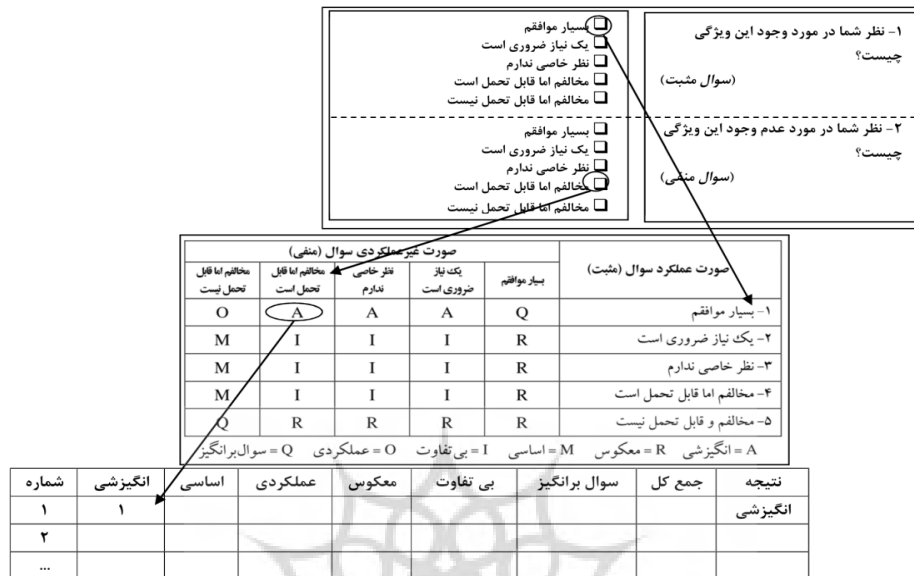 ۱- نظر شما در مورد وجود این ویژگی
چیست؟
(سوال مثبت)
بسیار موافقم
یک نیاز ضروری است
نظر خاصی ندارم
مخالفم اما قابل تحمل است
مخالفم اما قابل تحمل نیست
۲- نظر شما در مورد عدم وجود این ویژگی
چیست؟
(سوال منفی)
بسیار موافقم
یک نیاز ضروری است
نظر خاصی ندارم
مخالفم اما قابل تحمل است
مخالفم اما قابل تحمل نیست
صورت عملکرد سوال (مثبت) صورت غیرعملکردی سوال (منفی)
بسیار موافقم یک نیاز ضروری است نظر خاصی ندارم مخالفم اما قابل تحمل است مخالفم اما قابل تحمل نیست
۱- بسیار موافقم Q A A A O
۲- یک نیاز ضروری است R I I I M
۳- نظر خاصی ندارم R I I I M
۴- مخالفم اما قابل تحمل است R I I I M
۵- مخالفم و قابل تحمل نیست R R R R Q
A = انگیزشی R = معکوس M = اساسی I = بی‌تفاوت O = عملکردی Q = سوال‌برانگیز
شماره انگیزشی اساسی عملکردی معکوس بی تفاوت سوال برانگیز جمع کل نتیجه
۱ ۱ انگیزشی
۲
...